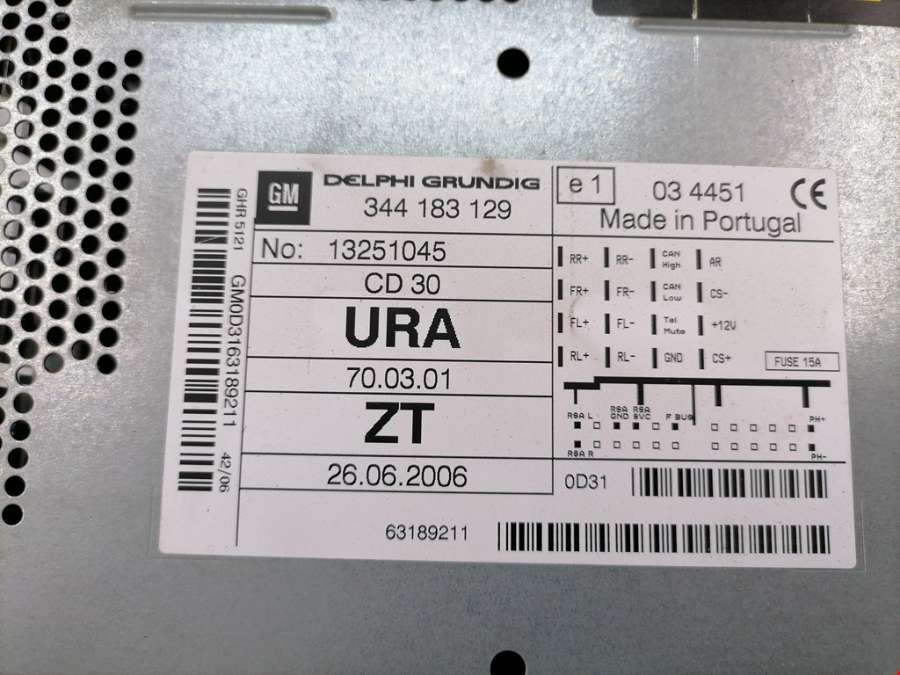 GHR 5121 GM0D3163189211 42/06
GM DELPHI GRUNDIG
344 183 129
No: 13251045
CD 30
URA
70.03.01
ZT
26.06.2006
e 1 03 4451 CE
Made in Portugal
RR+ RR- CAN High AR
FR+ FR- CAN Low CS-
FL+ FL- Tel Mute +12V
RL+ RL- GND CS+ FUSE 15A
RSA L RSA GND RSA SVC F BUS PH+
RSA R PH-
0D31
63189211